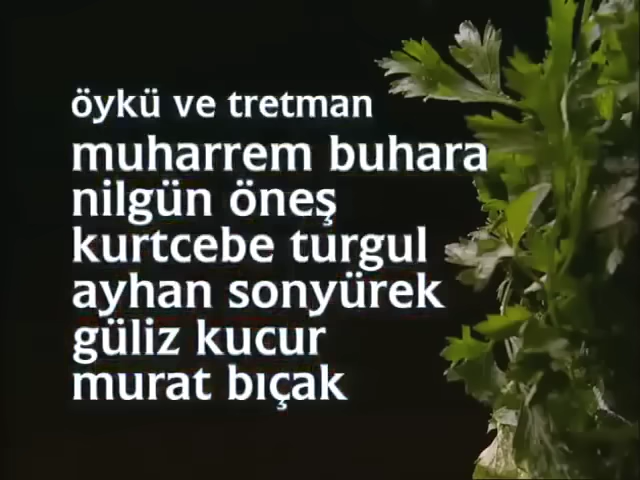 öykü ve tretman
muharrem buhara
nilgün öneş
kurtcebe turgul
ayhan sonyürek
güliz kucur
murat bıçak